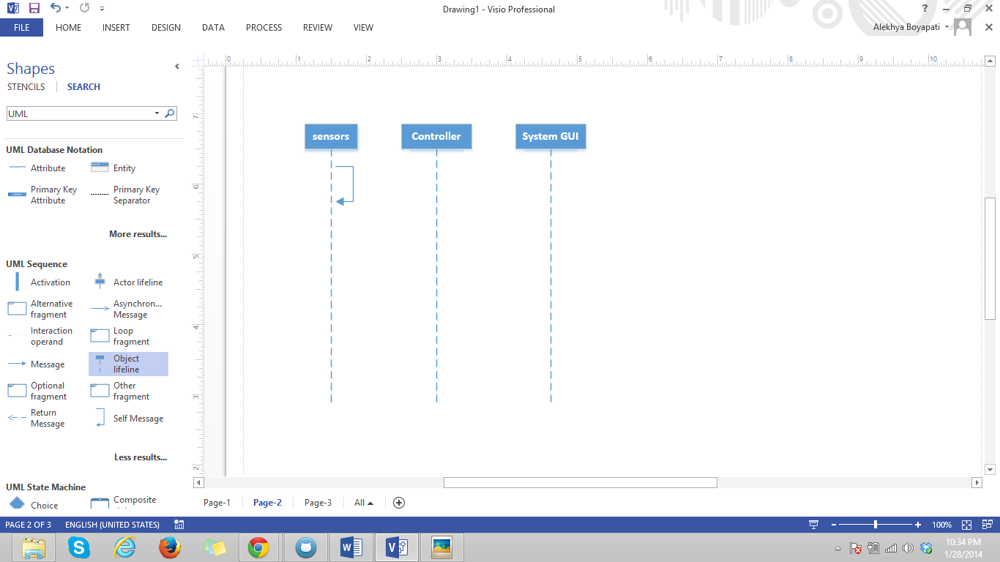 Drawing1 - Visio Professional
?
FILE HOME INSERT DESIGN DATA PROCESS REVIEW VIEW
Alekhya Boyapati
Shapes
STENCILS SEARCH
UML
UML Database Notation
Attribute
Entity
Primary Key
Attribute
Primary Key
Separator
More results...
UML Sequence
Activation
Actor lifeline
Alternative
fragment
Asynchron...
Message
Interaction
operand
Loop
fragment
Message
Object
lifeline
Optional
fragment
Other
fragment
Return
Message
Self Message
Less results...
UML State Machine
Choice
Composite
0 1 2 3 4 5 6 7 8 9 10
7
6
5
4
3
2
sensors
Controller
System GUI
Page-1 Page-2 Page-3 All
PAGE 2 OF 3 ENGLISH (UNITED STATES)
100%
10:34 PM
1/28/2014